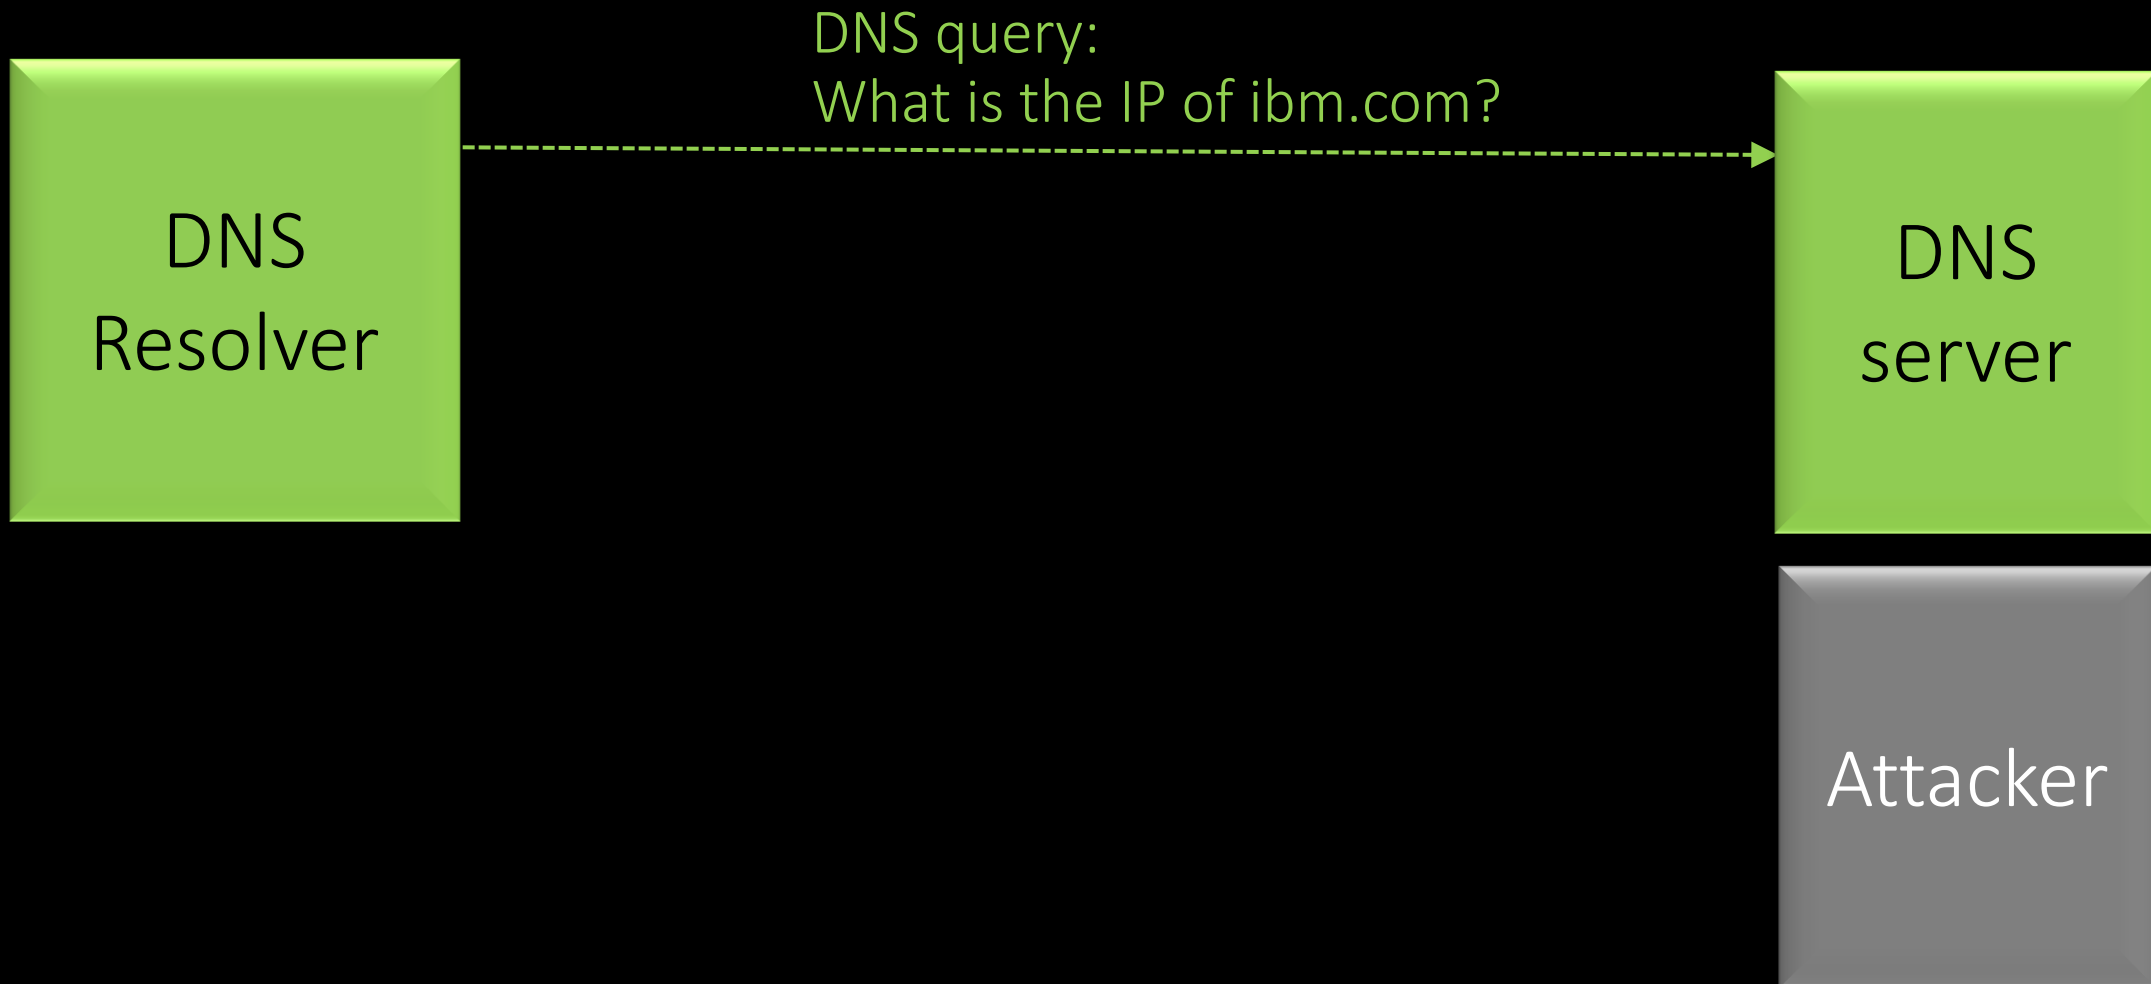 DNS query:
What is the IP of ibm.com?
DNS
Resolver
DNS
server
Attacker